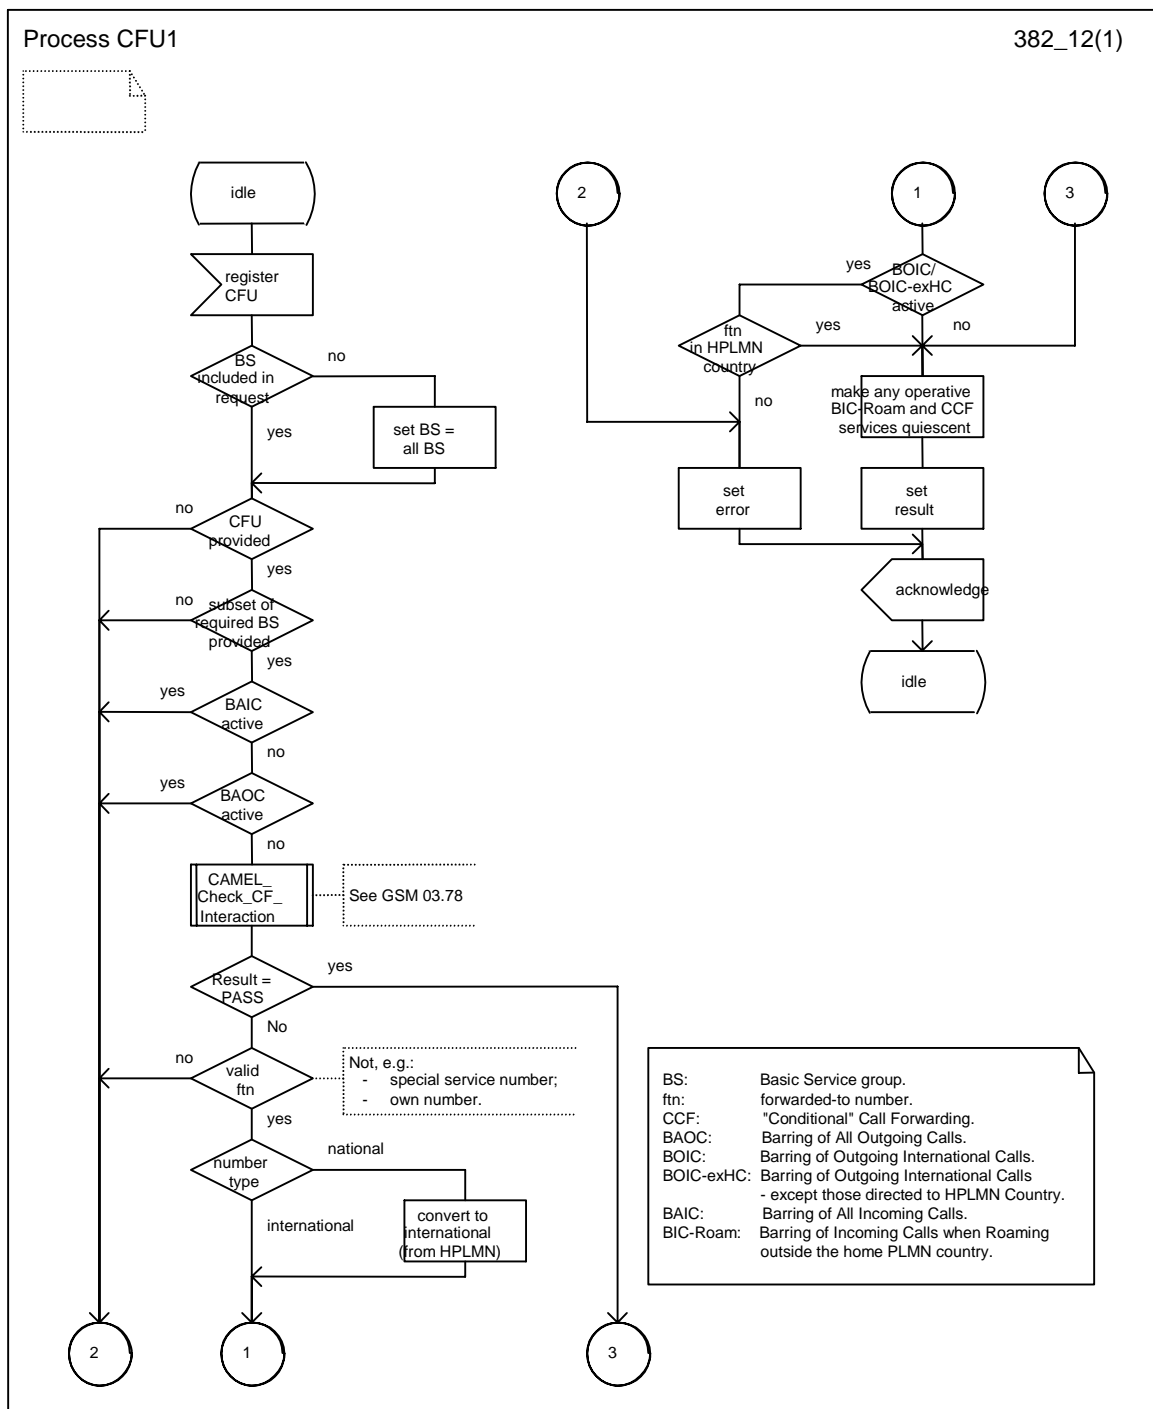 Process CFU1
382_12(1)
idle
register
CFU
BS
included in
request
no
yes
set BS =
all BS
no
CFU
provided
yes
no
subset of
required BS
provided
yes
yes
BAIC
active
no
yes
BAOC
active
no
CAMEL_
Check_CF_
Interaction
See GSM 03.78
Result =
PASS
yes
No
no
valid
ftn
Not, e.g.:
- special service number;
- own number.
yes
number
type
national
international
convert to
international
(from HPLMN)
2
1
3
2
1
3
yes
BOIC/
BOIC-exHC
active
no
ftn
in HPLMN
country
yes
no
make any operative
BIC-Roam and CCF
services quiescent
set
error
set
result
acknowledge
idle
BS: Basic Service group.
ftn: forwarded-to number.
CCF: "Conditional" Call Forwarding.
BAOC: Barring of All Outgoing Calls.
BOIC: Barring of Outgoing International Calls.
BOIC-exHC: Barring of Outgoing International Calls
- except those directed to HPLMN Country.
BAIC: Barring of All Incoming Calls.
BIC-Roam: Barring of Incoming Calls when Roaming
outside the home PLMN country.